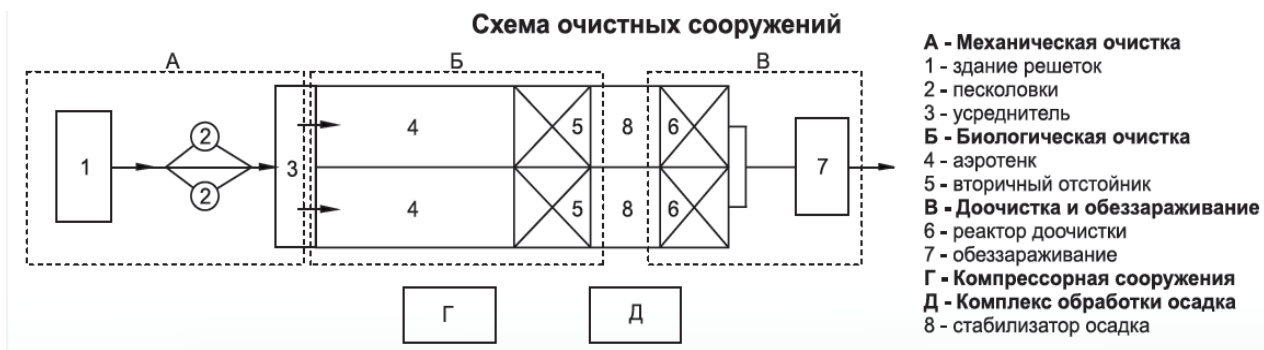 Схема очистных сооружений
А
Б
В
1
2
2
3
4
4
5
5
8
8
6
6
7
Г
Д
А - Механическая очистка
1 - здание решеток
2 - песколовки
3 - усреднитель
Б - Биологическая очистка
4 - аэротенк
5 - вторичный отстойник
В - Доочистка и обеззараживание
6 - реактор доочистки
7 - обеззараживание
Г - Компрессорная сооружения
Д - Комплекс обработки осадка
8 - стабилизатор осадка